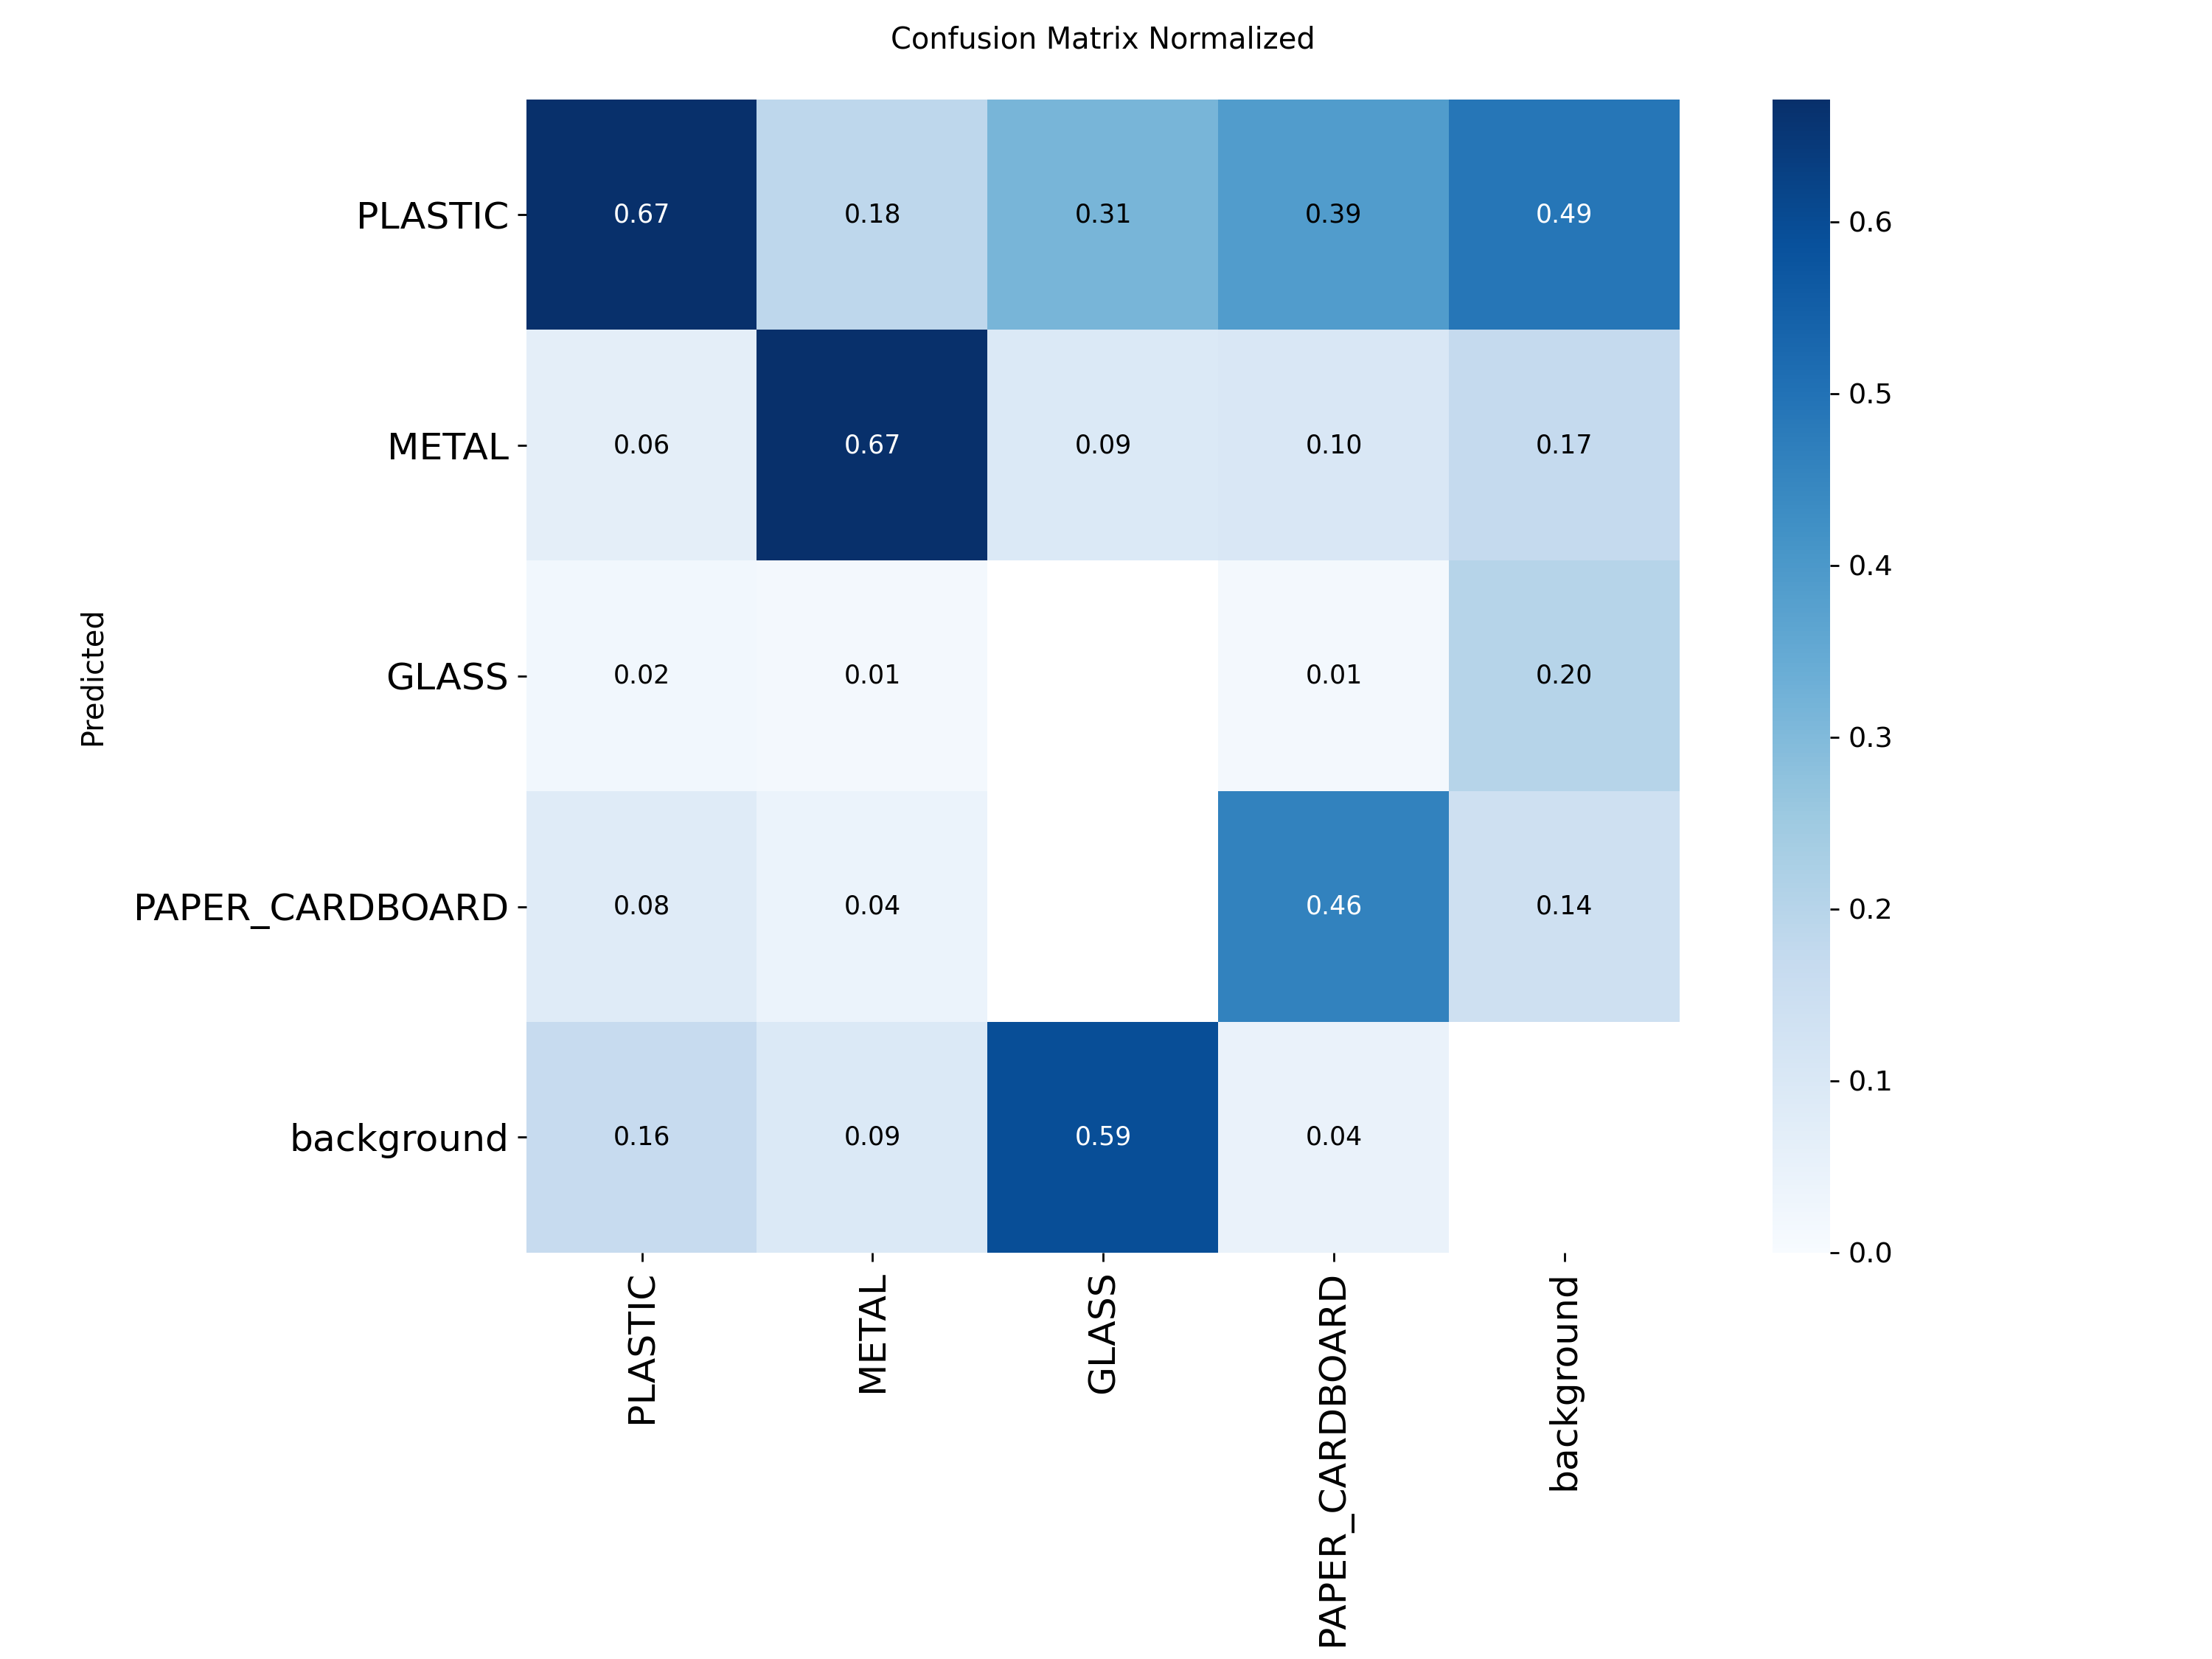 Confusion Matrix Normalized
PLASTIC
0.67 0.18 0.31 0.39 0.49
METAL
0.06 0.67 0.09 0.10 0.17
GLASS
0.02 0.01 0.01 0.20
PAPER_CARDBOARD
0.08 0.04 0.46 0.14
background
0.16 0.09 0.59 0.04
Predicted
PLASTIC
METAL
GLASS
PAPER_CARDBOARD
background
0.6
0.5
0.4
0.3
0.2
0.1
0.0